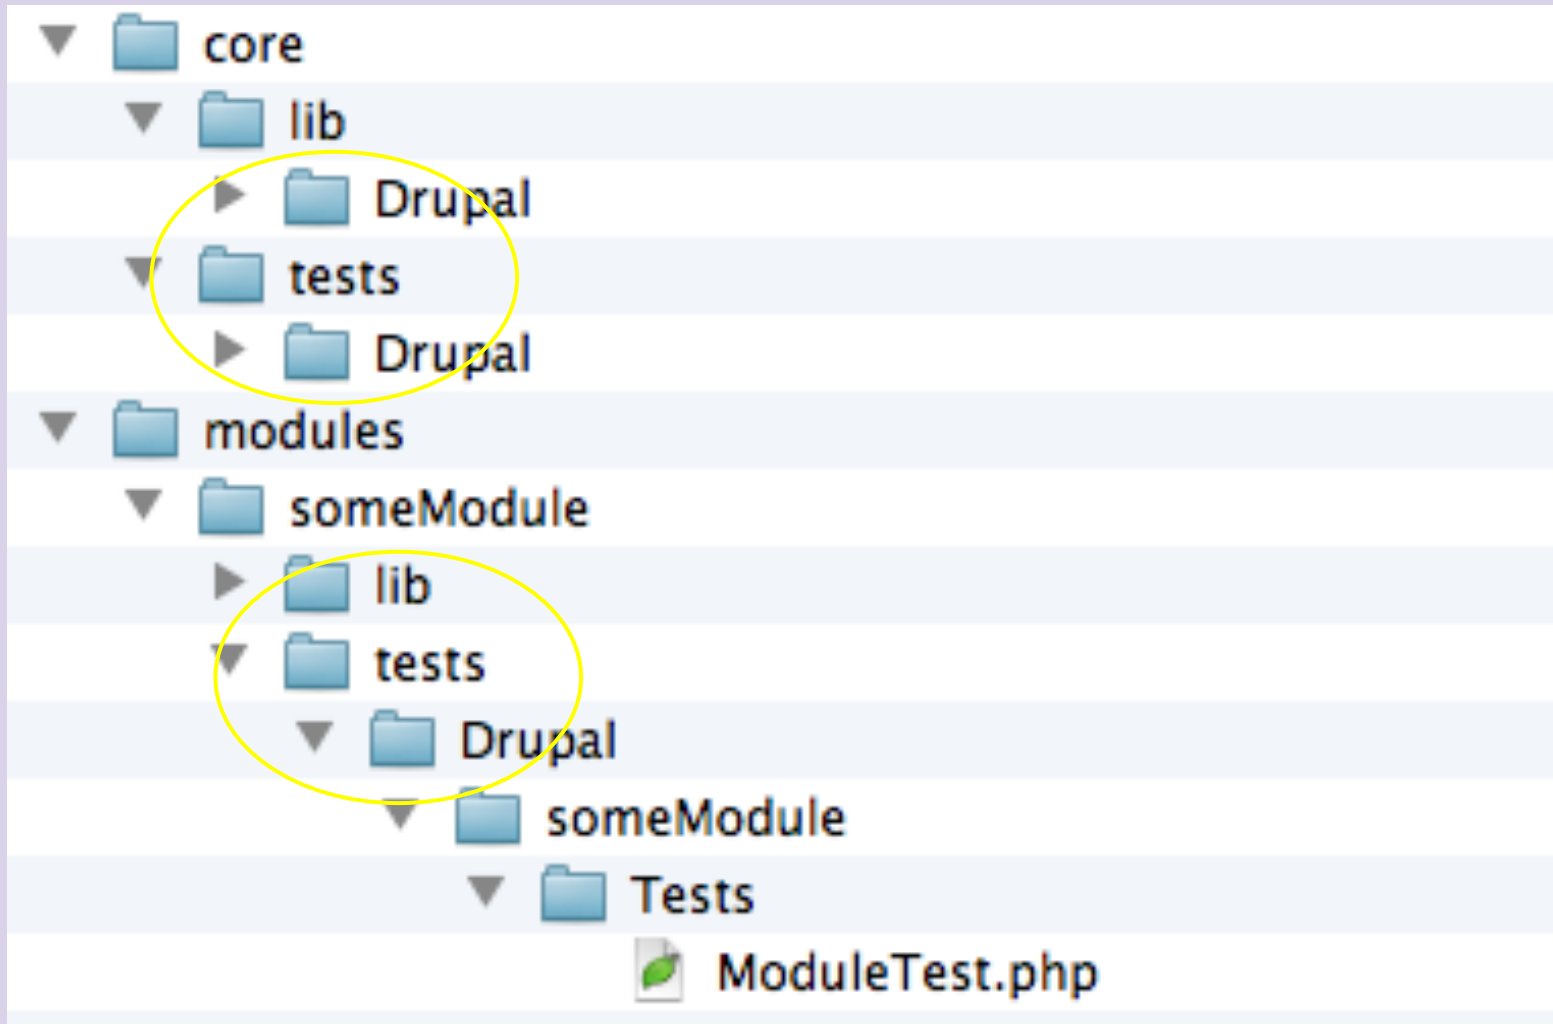 core
lib
Drupal
tests
Drupal
modules
someModule
lib
tests
Drupal
someModule
Tests
ModuleTest.php